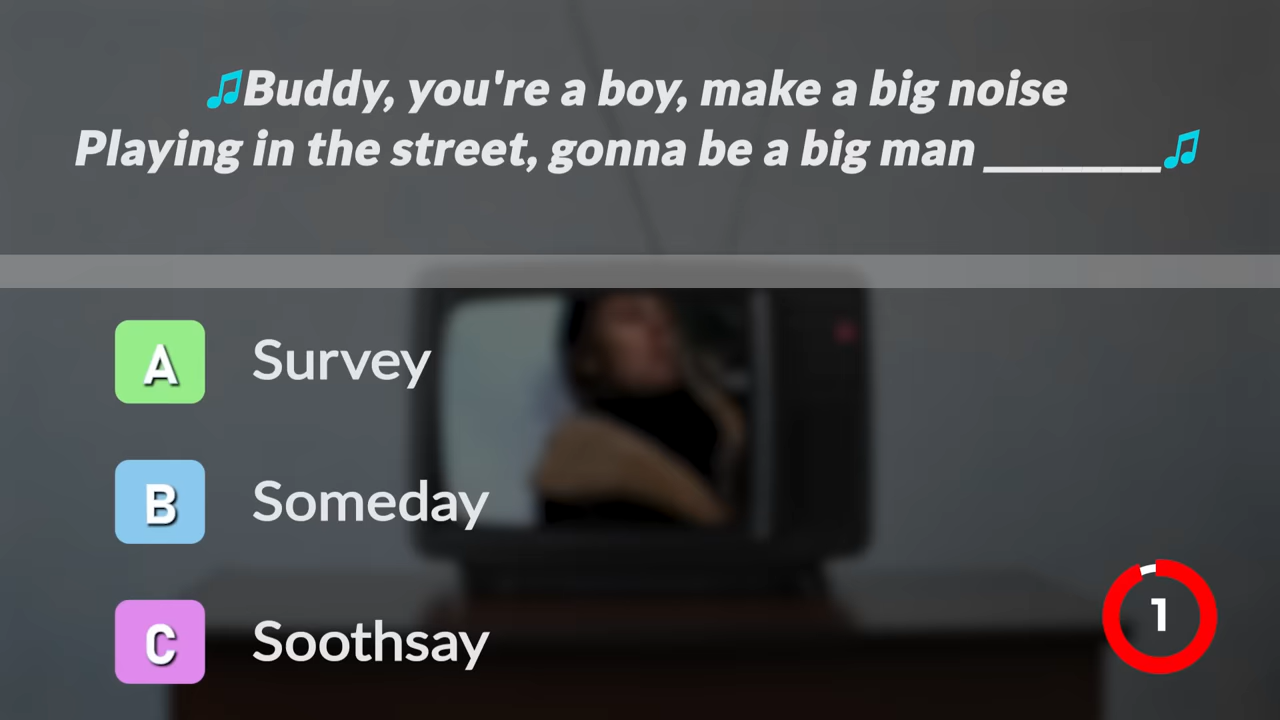 ♫Buddy, you're a boy, make a big noise
Playing in the street, gonna be a big man ________♫
A Survey
B Someday
C Soothsay
1